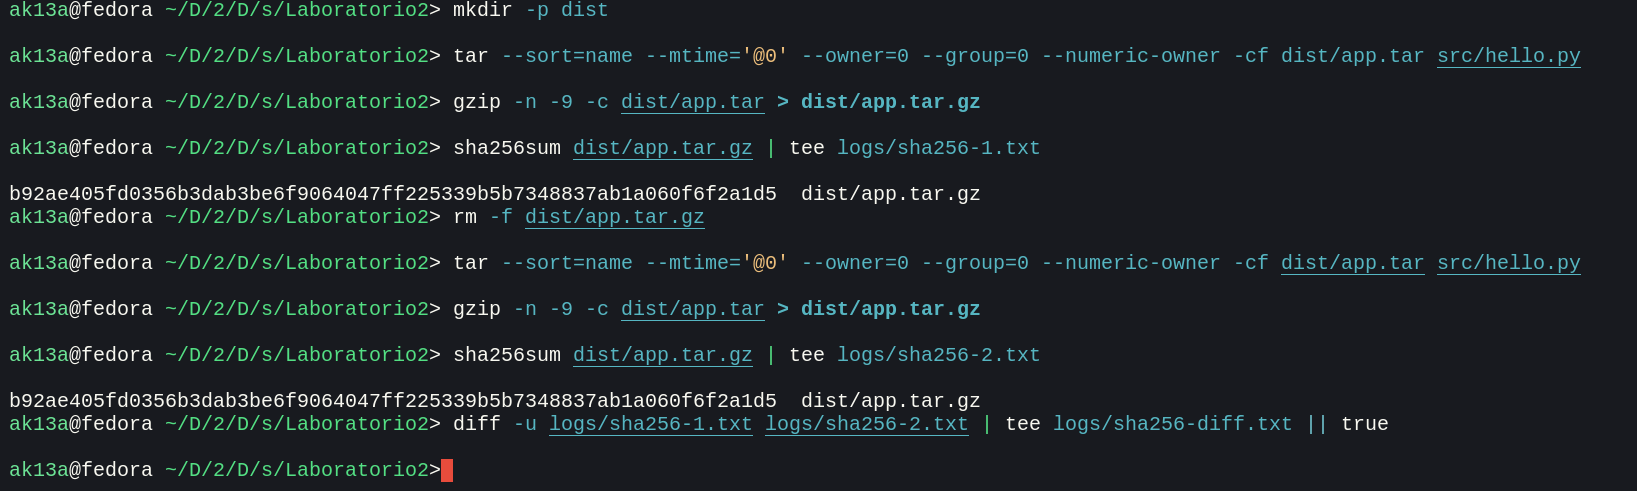 ak13a@fedora ~/D/2/D/s/Laboratorio2> mkdir -p dist
ak13a@fedora ~/D/2/D/s/Laboratorio2> tar --sort=name --mtime='@0' --owner=0 --group=0 --numeric-owner -cf dist/app.tar src/hello.py
ak13a@fedora ~/D/2/D/s/Laboratorio2> gzip -n -9 -c dist/app.tar > dist/app.tar.gz
ak13a@fedora ~/D/2/D/s/Laboratorio2> sha256sum dist/app.tar.gz | tee logs/sha256-1.txt
b92ae405fd0356b3dab3be6f9064047ff225339b5b7348837ab1a060f6f2a1d5  dist/app.tar.gz
ak13a@fedora ~/D/2/D/s/Laboratorio2> rm -f dist/app.tar.gz
ak13a@fedora ~/D/2/D/s/Laboratorio2> tar --sort=name --mtime='@0' --owner=0 --group=0 --numeric-owner -cf dist/app.tar src/hello.py
ak13a@fedora ~/D/2/D/s/Laboratorio2> gzip -n -9 -c dist/app.tar > dist/app.tar.gz
ak13a@fedora ~/D/2/D/s/Laboratorio2> sha256sum dist/app.tar.gz | tee logs/sha256-2.txt
b92ae405fd0356b3dab3be6f9064047ff225339b5b7348837ab1a060f6f2a1d5  dist/app.tar.gz
ak13a@fedora ~/D/2/D/s/Laboratorio2> diff -u logs/sha256-1.txt logs/sha256-2.txt | tee logs/sha256-diff.txt || true
ak13a@fedora ~/D/2/D/s/Laboratorio2>